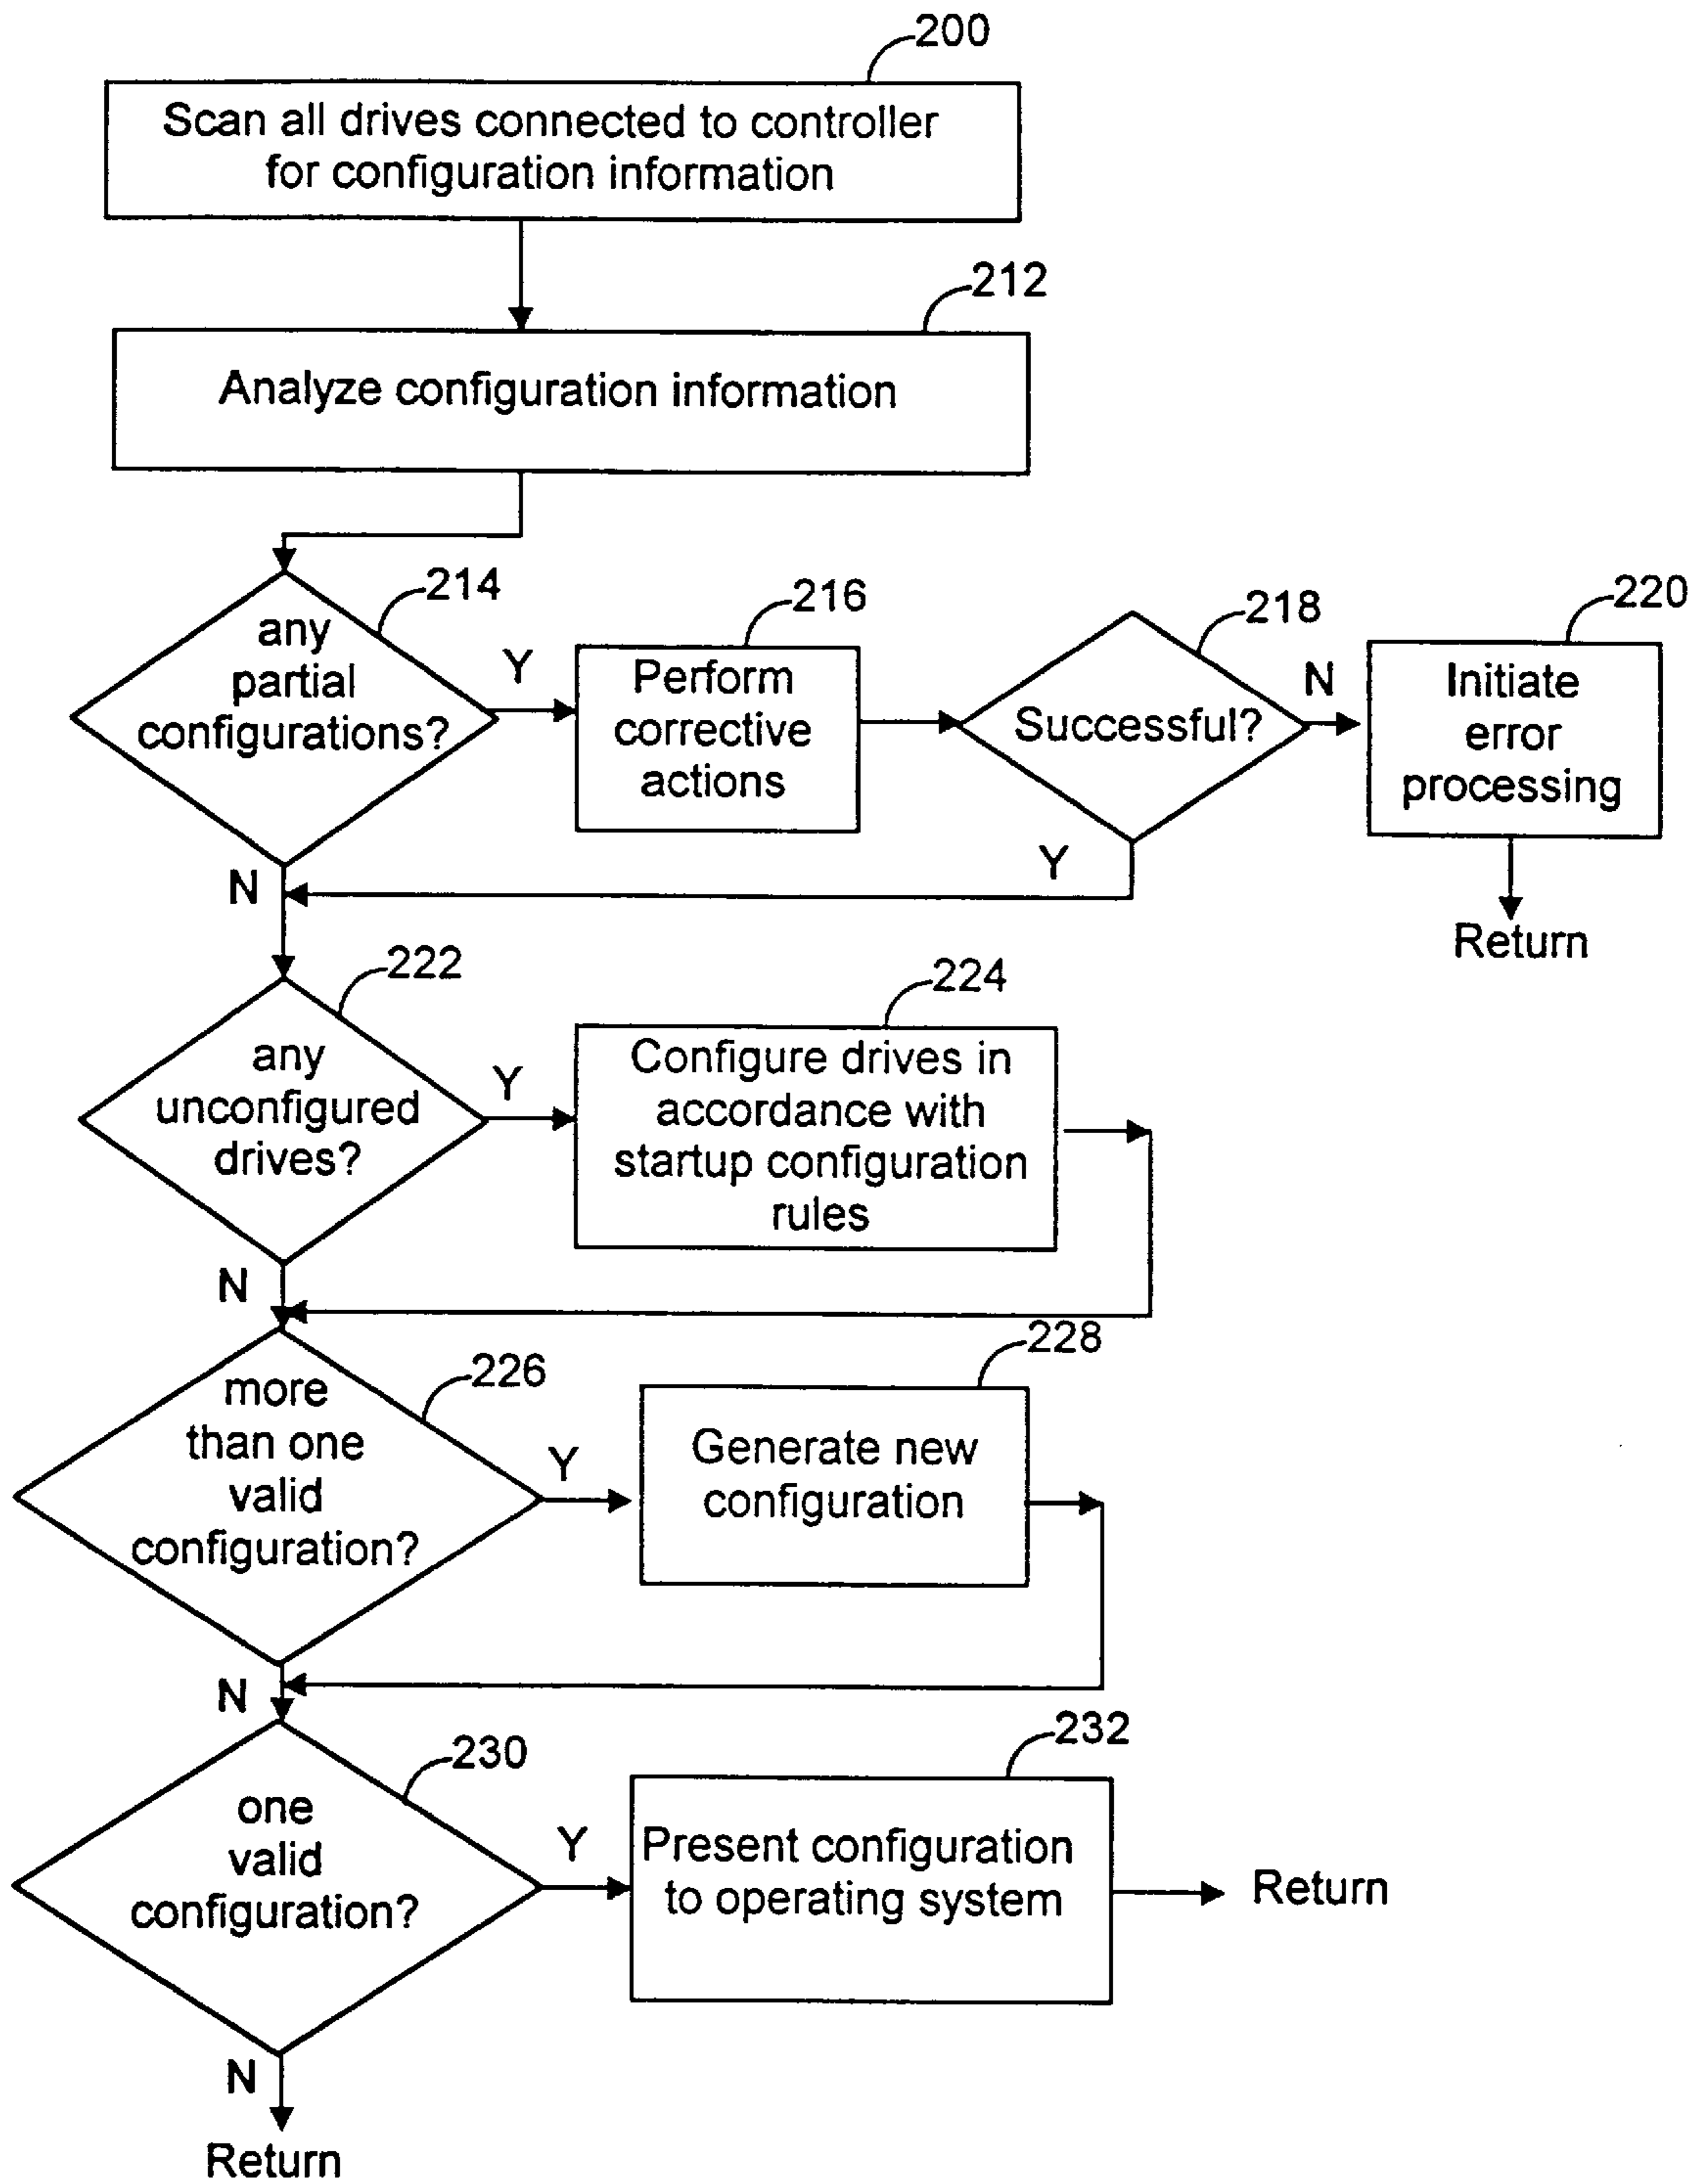 200
Scan all drives connected to controller
for configuration information
212
Analyze configuration information
214
any
partial
configurations?
Y
216
Perform
corrective
actions
218
Successful?
N
220
Initiate
error
processing
Y
N
Return
222
any
unconfigured
drives?
Y
224
Configure drives in
accordance with
startup configuration
rules
N
226
more
than one
valid
configuration?
Y
228
Generate new
configuration
N
230
one
valid
configuration?
Y
232
Present configuration
to operating system
Return
N
Return